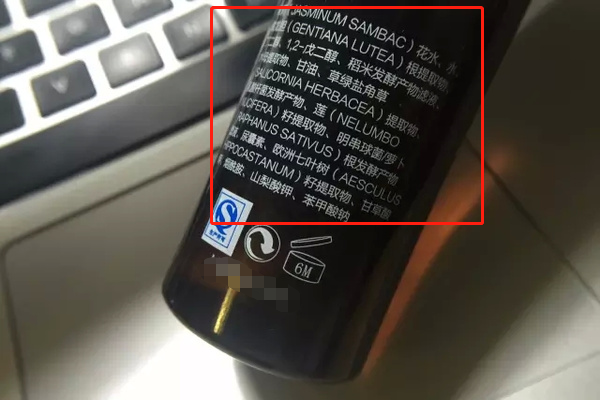 (JASMINUM SAMBAC) 花水、水、
(GENTIANA LUTEA) 根提取物、
1,2-戊二醇、稻米发酵产物滤液、
提取物、甘油、草绿盐角草
(SALICORNIA HERBACEA) 提取物、
发酵产物、莲 (NELUMBO
NUCIFERA) 籽提取物、明串球菌/萝卜
(RAPHANUS SATIVUS) 根发酵产物
尿囊素、欧洲七叶树 (AESCULUS
HIPPOCASTANUM) 籽提取物、甘草酸
山梨酸钾、苯甲酸钠
6M